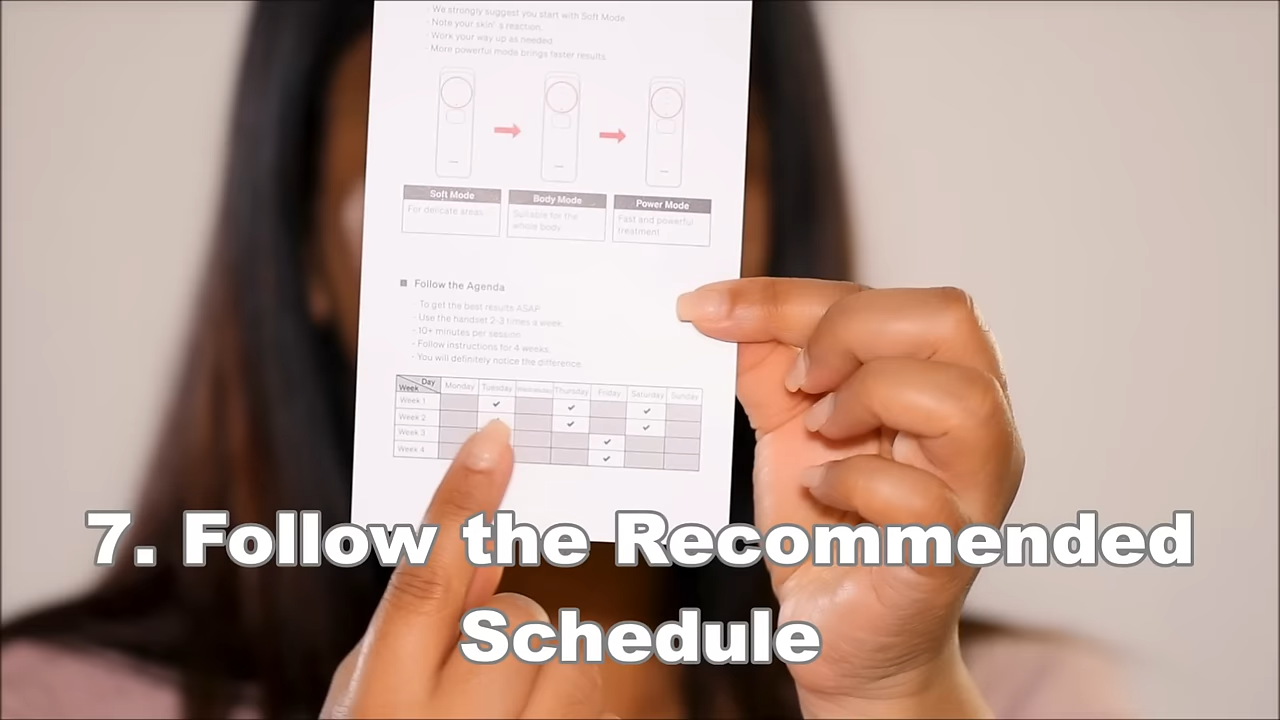 - We strongly suggest you start with Soft Mode.
- Note your skin' s reaction.
- Work your way up as needed.
- More powerful mode brings faster results.
Soft Mode
Body Mode
Power Mode
For delicate areas.
Suitable for the
whole body.
Fast and powerful
treatment
■ Follow the Agenda
To get the best results ASAP
- Use the handset 2-3 times a week.
- 10+ minutes per session
- Follow instructions for 4 weeks.
- You will definitely notice the difference.
Day
Week
Monday Tuesday Wednesday Thursday Friday Saturday Sunday
Week 1 ✓ ✓ ✓
Week 2 ✓ ✓
Week 3 ✓
Week 4 ✓
7. Follow the Recommended
Schedule